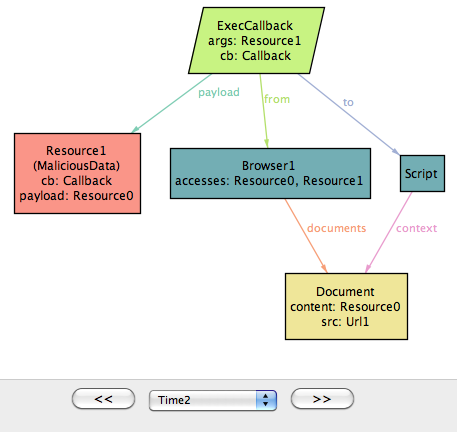 ExecCallback
args: Resource1
cb: Callback
payload
from
to
Resource1
(MaliciousData)
cb: Callback
payload: Resource0
Browser1
accesses: Resource0, Resource1
Script
documents
context
Document
content: Resource0
src: Url1
<<
Time2
>>